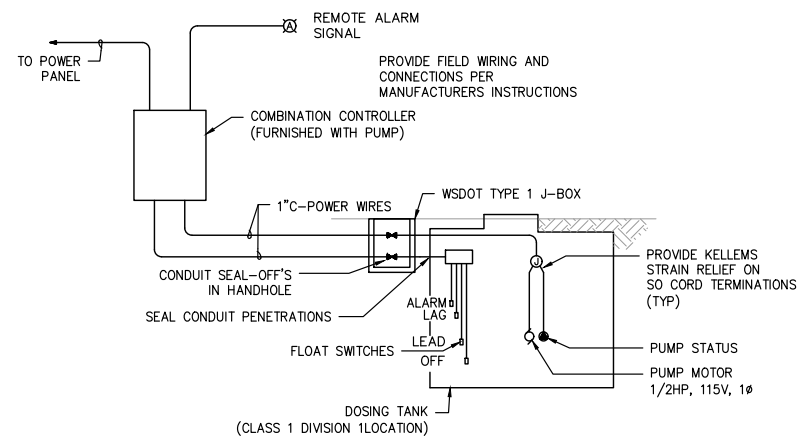 REMOTE ALARM
SIGNAL
A
TO POWER
PANEL
PROVIDE FIELD WIRING AND
CONNECTIONS PER
MANUFACTURERS INSTRUCTIONS
COMBINATION CONTROLLER
(FURNISHED WITH PUMP)
WSDOT TYPE 1 J-BOX
1"C-POWER WIRES
CONDUIT SEAL-OFF'S
IN HANDHOLE
SEAL CONDUIT PENETRATIONS
J
PROVIDE KELLEMS
STRAIN RELIEF ON
SO CORD TERMINATIONS
(TYP)
ALARM
LAG
FLOAT SWITCHES
LEAD
OFF
PUMP STATUS
PUMP MOTOR
1/2HP, 115V, 1ø
DOSING TANK
(CLASS 1 DIVISION 1LOCATION)